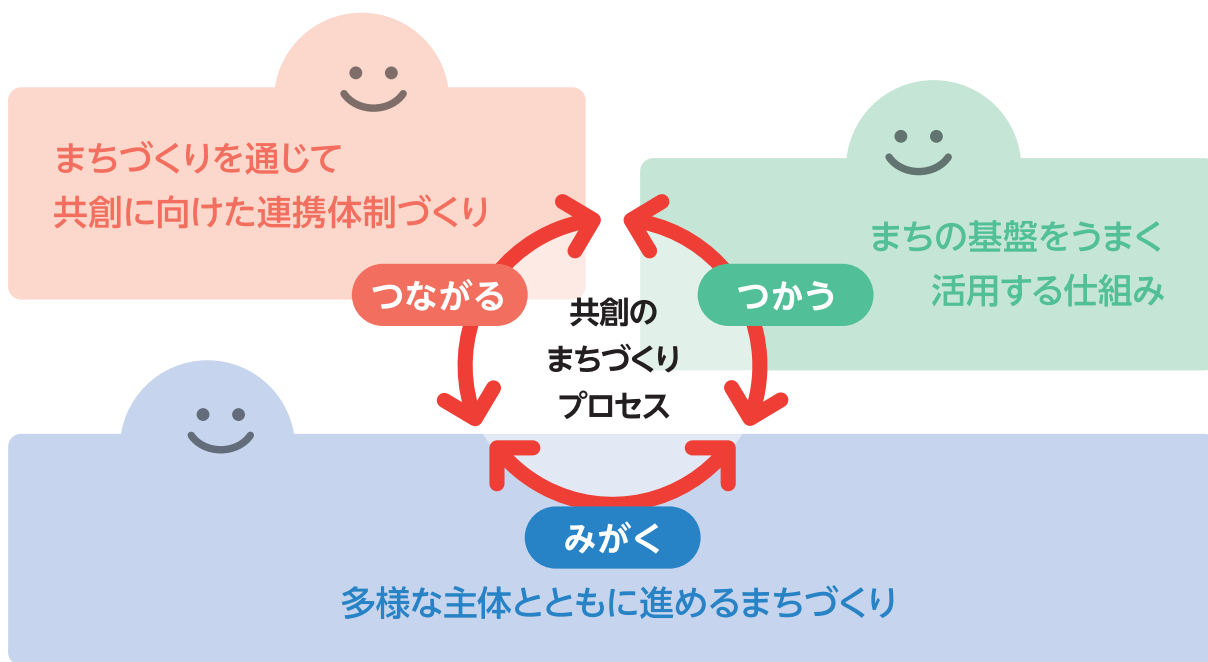 まちづくりを通じて
共創に向けた連携体制づくり
つながる
まちの基盤をうまく
活用する仕組み
つかう
共創の
まちづくり
プロセス
みがく
多様な主体とともに進めるまちづくり